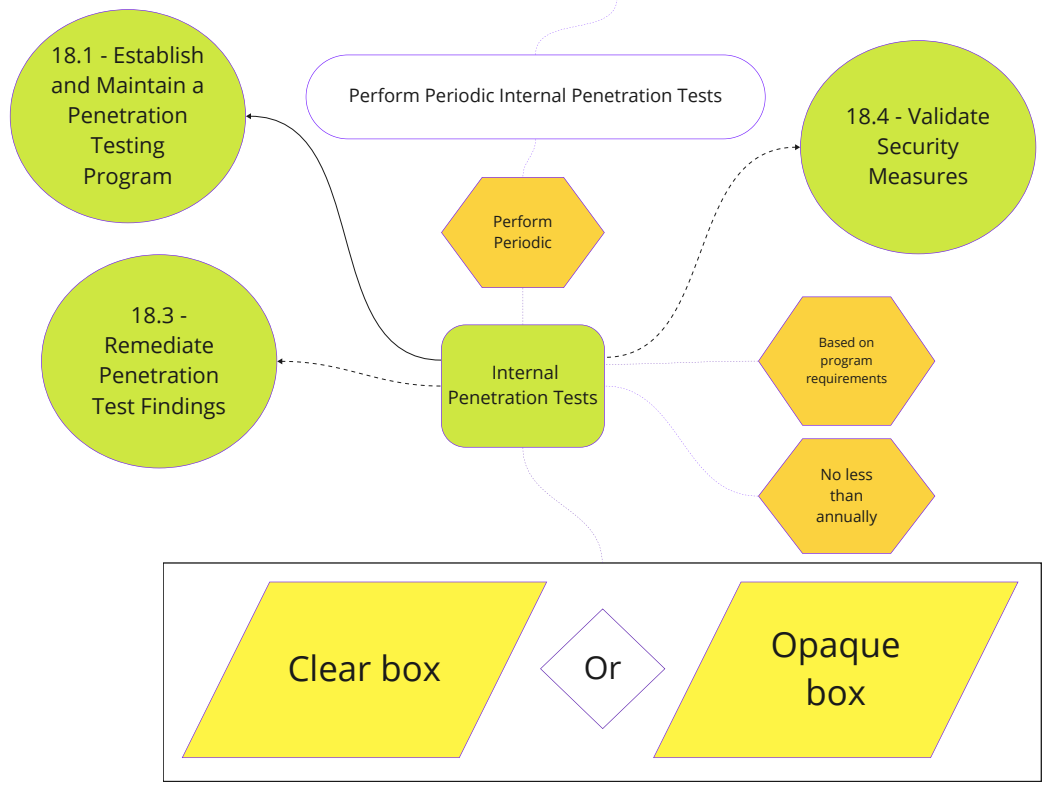 18.1 - Establish
and Maintain a
Penetration
Testing
Program
Perform Periodic Internal Penetration Tests
18.4 - Validate
Security
Measures
Perform
Periodic
18.3 -
Remediate
Penetration
Test Findings
Internal
Penetration Tests
Based on
program
requirements
No less
than
annually
Clear box
Or
Opaque
box